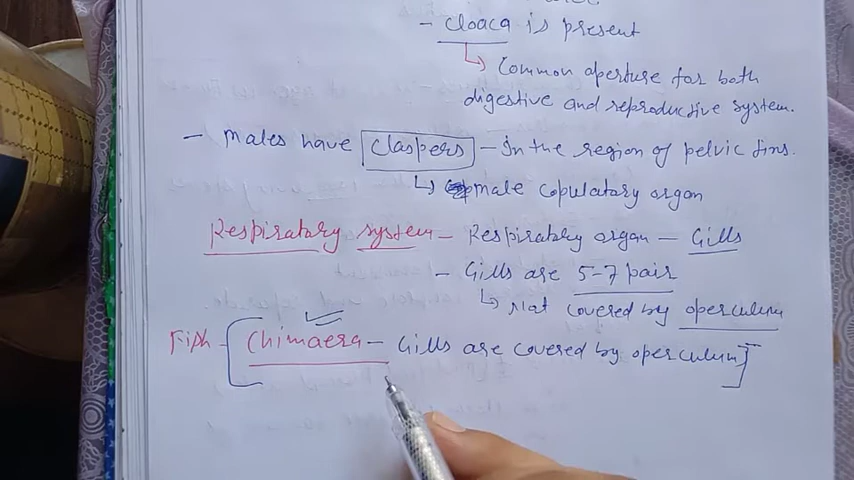 - Cloaca is present
↳ Common aperture for both
digestive and reproductive system.
- Males have Claspers - In the region of pelvic fins.
↳ male copulatory organ
Respiratary system - Respiratory organ - Gills
- Gills are 5-7 pair
↳ Not covered by operculum
Fish - [Chimaera - Gills are covered by operculum]